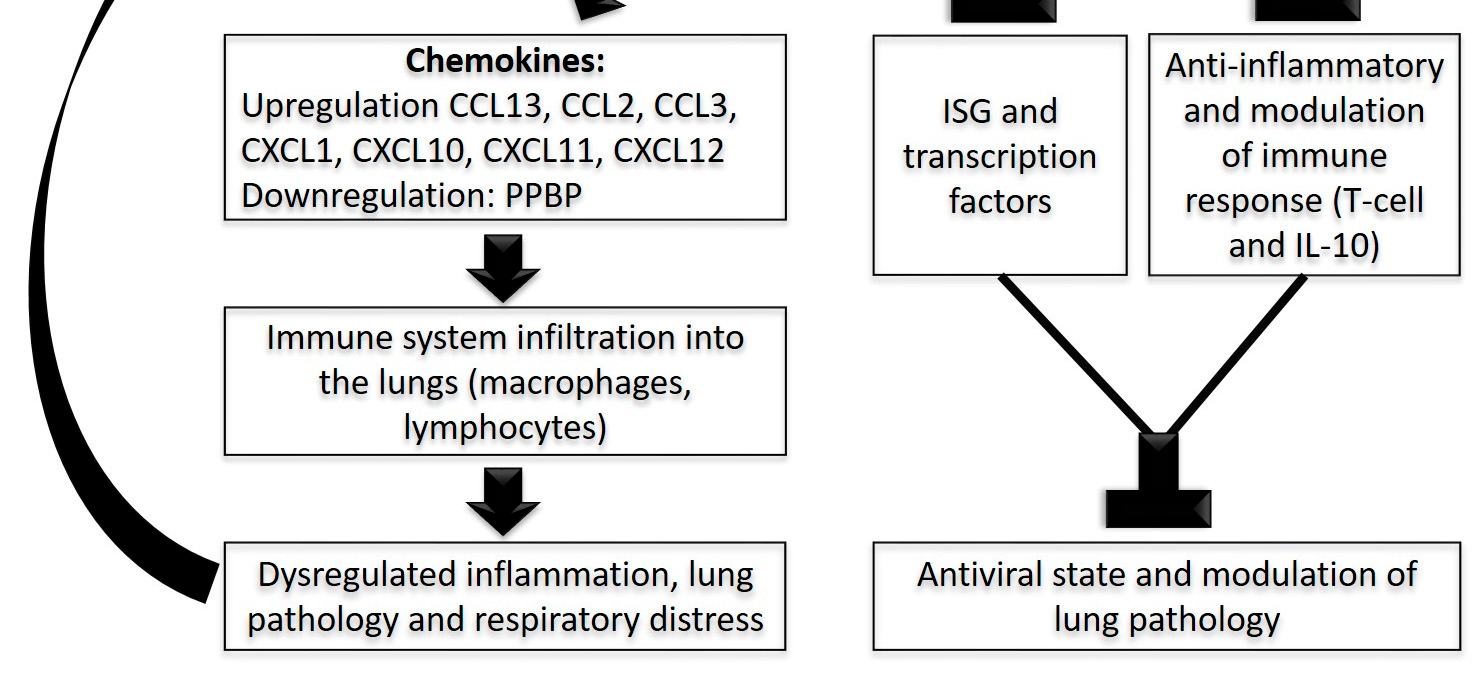 Chemokines:
Upregulation CCL13, CCL2, CCL3,
CXCL1, CXCL10, CXCL11, CXCL12
Downregulation: PPBP
Immune system infiltration into
the lungs (macrophages,
lymphocytes)
Dysregulated inflammation, lung
pathology and respiratory distress
ISG and
transcription
factors
Anti-inflammatory
and modulation
of immune
response (T-cell
and IL-10)
Antiviral state and modulation of
lung pathology